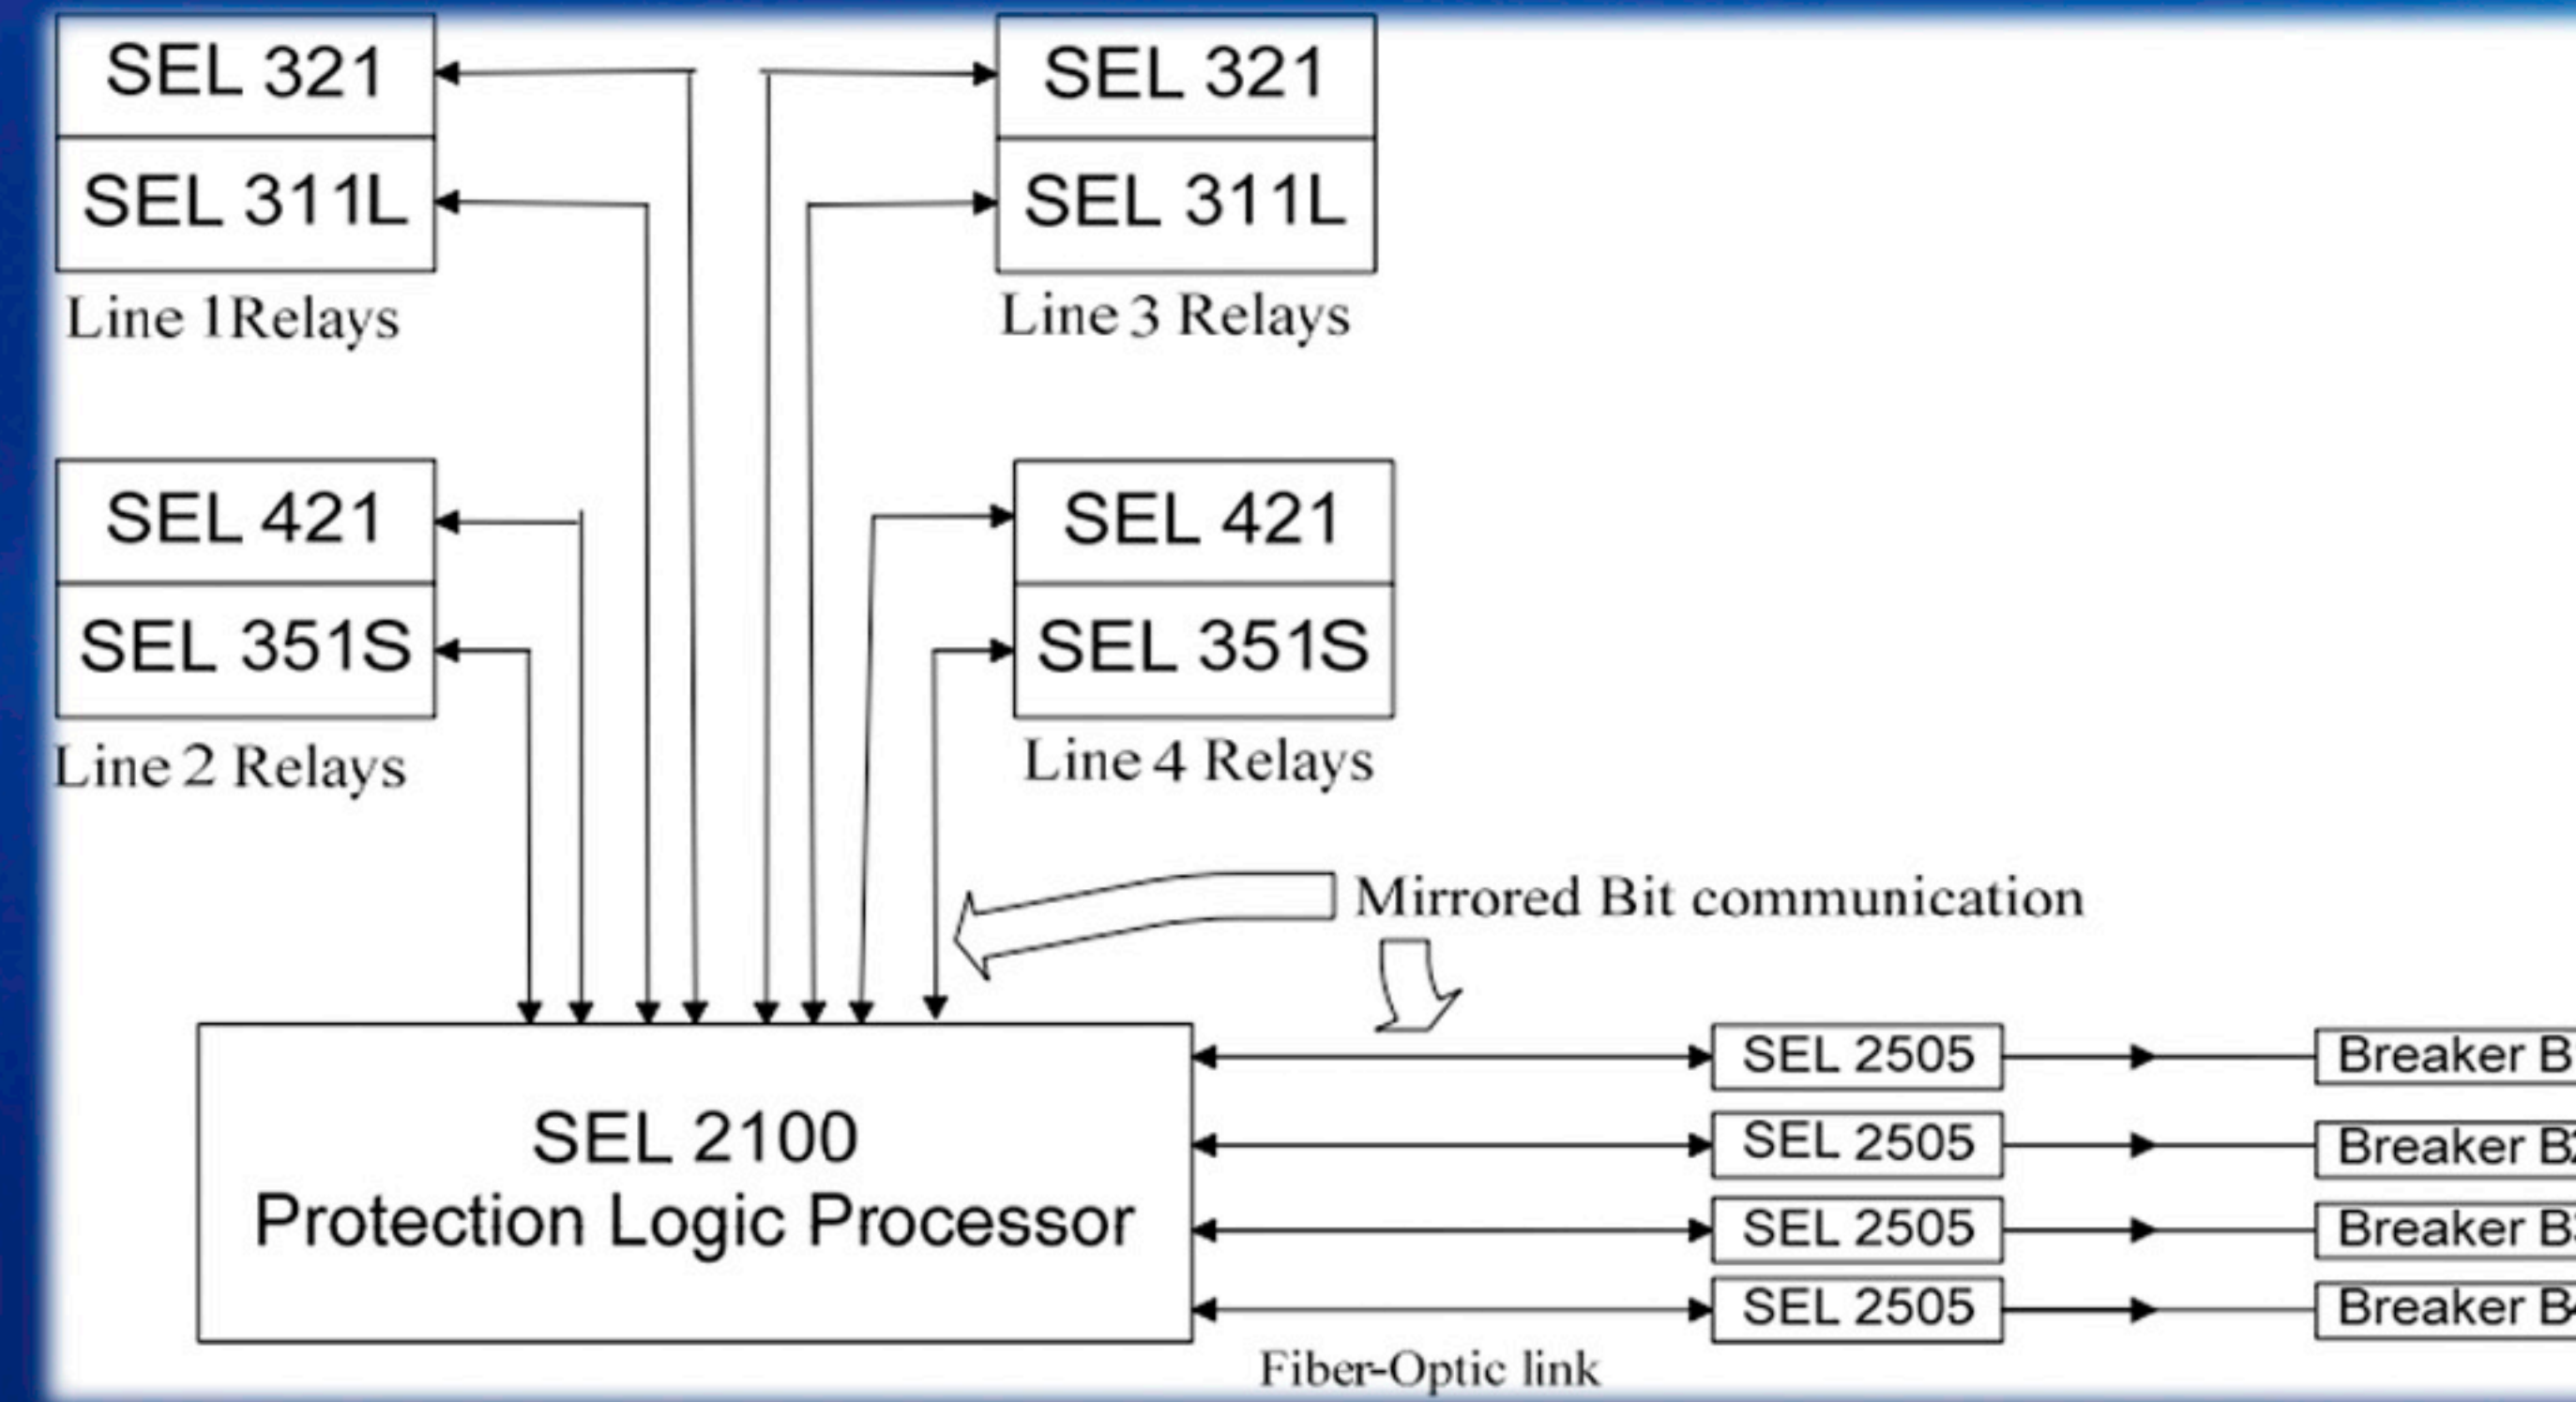 SEL 321
SEL 311L
Line 1Relays
SEL 321
SEL 311L
Line 3 Relays
SEL 421
SEL 351S
Line 2 Relays
SEL 421
SEL 351S
Line 4 Relays
Mirrored Bit communication
SEL 2100
Protection Logic Processor
SEL 2505
Breaker
SEL 2505
Breaker
SEL 2505
Breaker
SEL 2505
Breaker
Fiber-Optic link